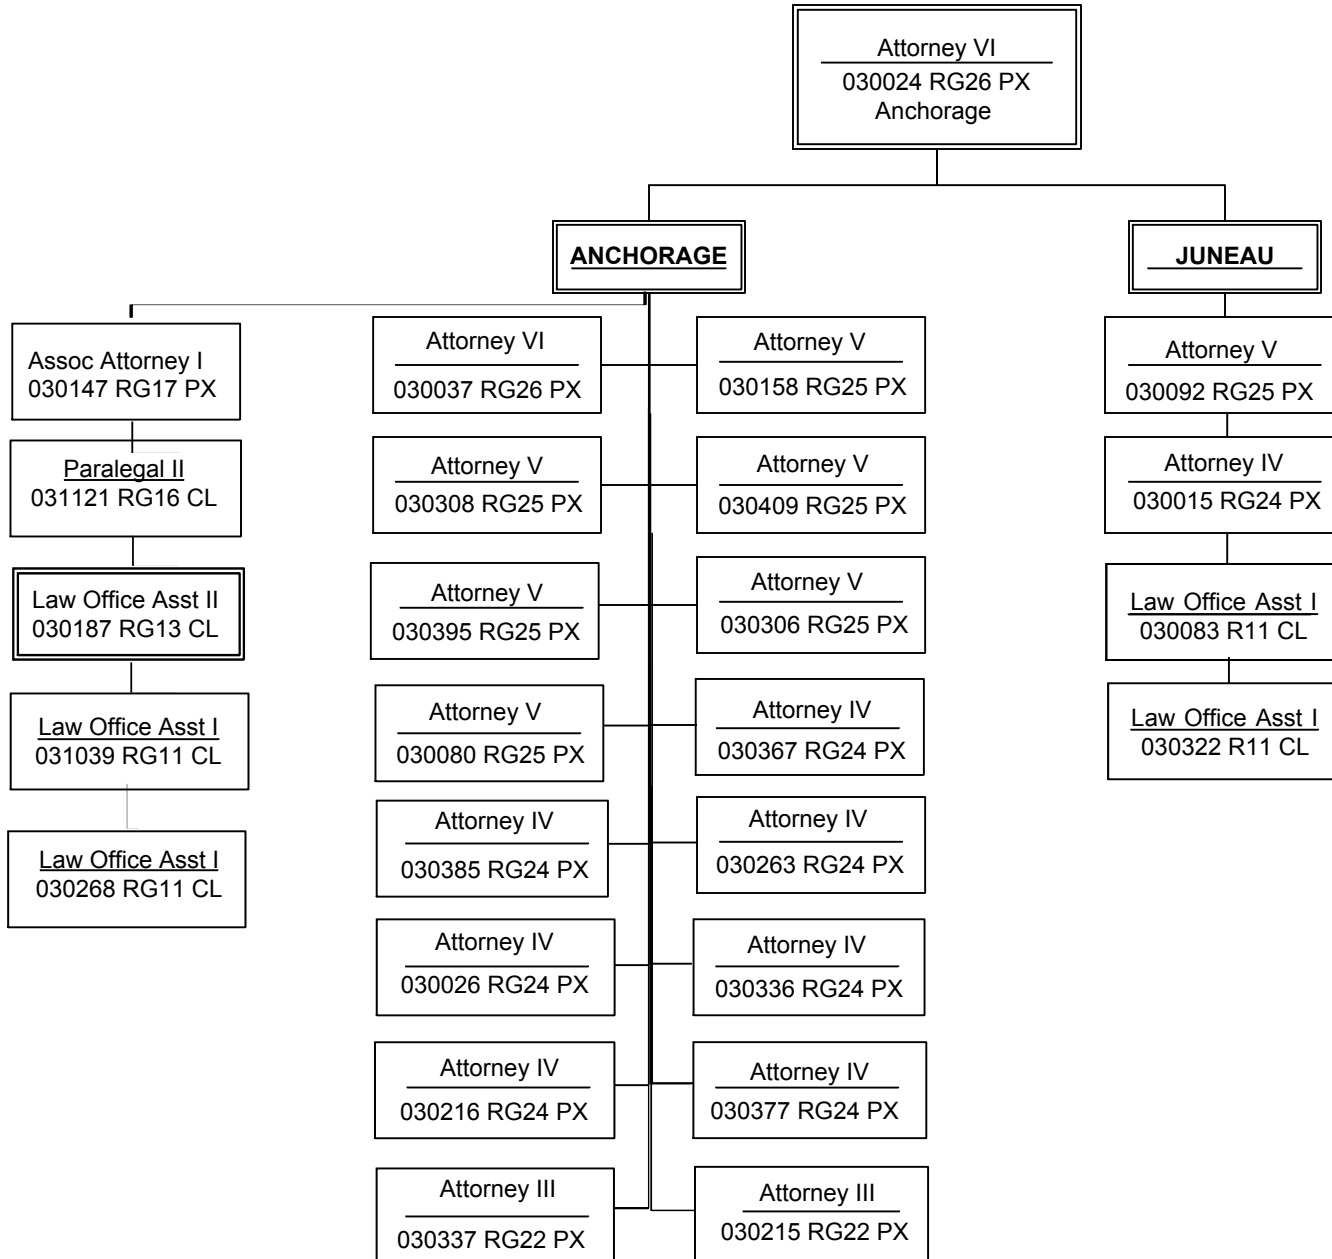 Attorney VI
030024 RG26 PX
Anchorage
ANCHORAGE
JUNEAU
Assoc Attorney I
030147 RG17 PX
Paralegal II
031121 RG16 CL
Law Office Asst II
030187 RG13 CL
Law Office Asst I
031039 RG11 CL
Law Office Asst I
030268 RG11 CL
Attorney VI
030037 RG26 PX
Attorney V
030158 RG25 PX
Attorney V
030308 RG25 PX
Attorney V
030409 RG25 PX
Attorney V
030395 RG25 PX
Attorney V
030306 RG25 PX
Attorney V
030080 RG25 PX
Attorney IV
030367 RG24 PX
Attorney IV
030385 RG24 PX
Attorney IV
030263 RG24 PX
Attorney IV
030026 RG24 PX
Attorney IV
030336 RG24 PX
Attorney IV
030216 RG24 PX
Attorney IV
030377 RG24 PX
Attorney III
030337 RG22 PX
Attorney III
030215 RG22 PX
Attorney V
030092 RG25 PX
Attorney IV
030015 RG24 PX
Law Office Asst I
030083 R11 CL
Law Office Asst I
030322 R11 CL